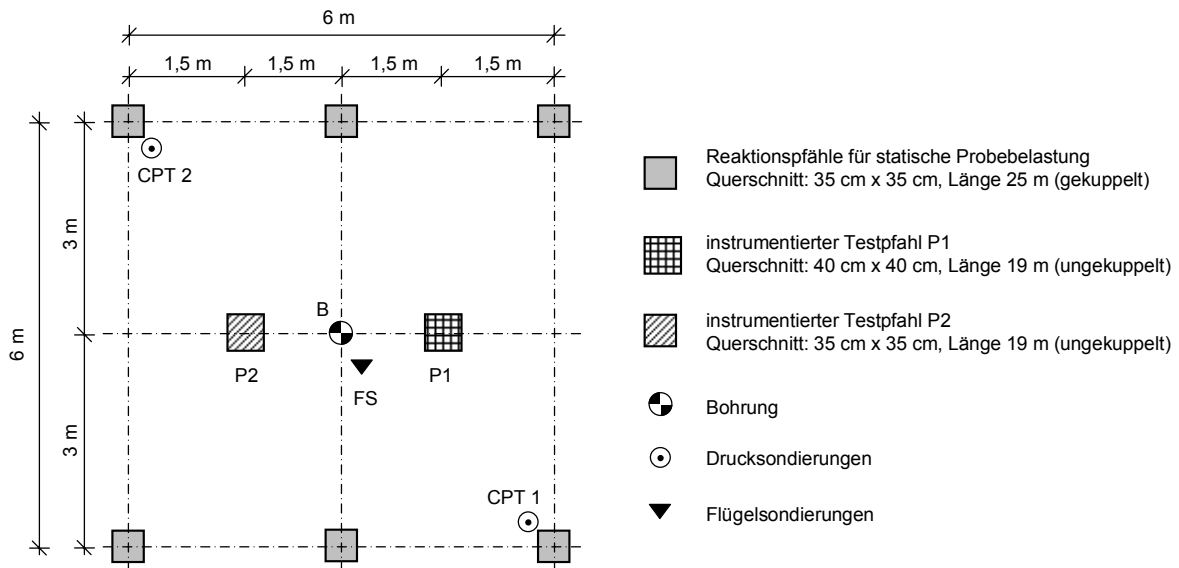 6 m
1,5 m
1,5 m
1,5 m
1,5 m
CPT 2
3 m
6 m
B
P2
FS
P1
3 m
CPT 1
Reaktionspfähle für statische Probebelastung
Querschnitt: 35 cm x 35 cm, Länge 25 m (gekuppelt)
instrumentierter Testpfahl P1
Querschnitt: 40 cm x 40 cm, Länge 19 m (ungekuppelt)
instrumentierter Testpfahl P2
Querschnitt: 35 cm x 35 cm, Länge 19 m (ungekuppelt)
Bohrung
Drucksondierungen
Flügelsondierungen